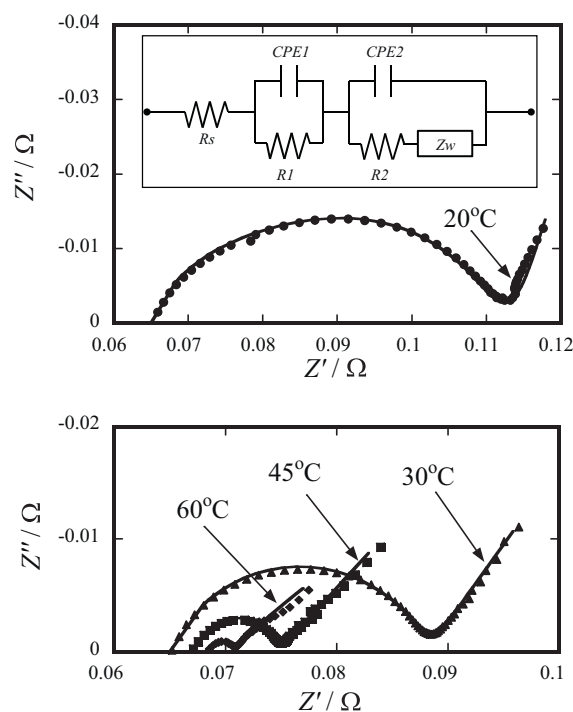 -0.04
CPE1 CPE2
-0.03
Rs Zw
R1 R2
Z″ / Ω
-0.02
20°C
-0.01
0
0.06 0.07 0.08 0.09 0.1 0.11 0.12
Z′ / Ω
-0.02
45°C 30°C
60°C
Z″ / Ω
-0.01
0
0.06 0.07 0.08 0.09 0.1
Z′ / Ω